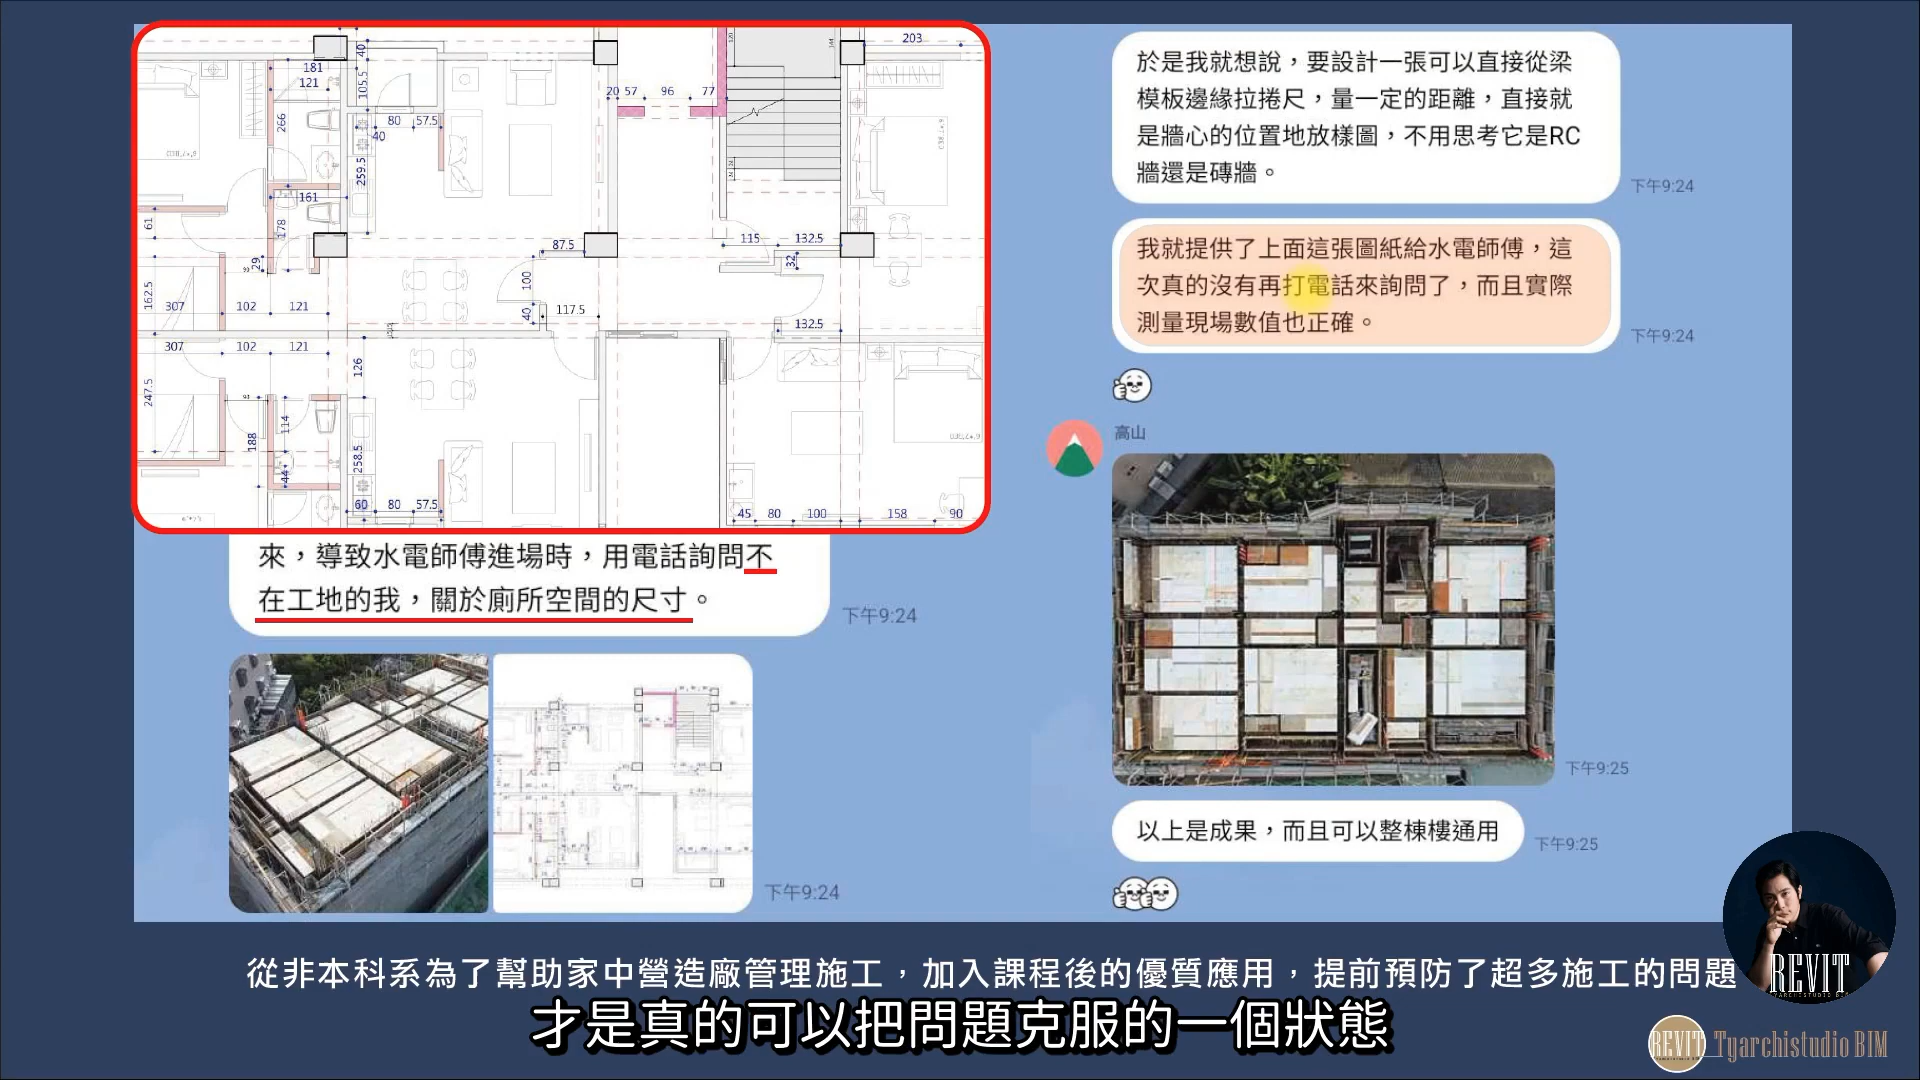 203
181
121
40
105.5
20 57 96 77
266
80 57.5
40
259.5
161
178
61
29
87.5
115 132.5
32
100
162.5
307 102 121
40
117.5
132.5
307 102 121
126
247.5
114
188
258.5
44
60 80 57.5
45 80 100 158 90
來，導致水電師傅進場時，用電話詢問不
在工地的我，關於廁所空間的尺寸。
下午9:24
下午9:24
於是我就想說，要設計一張可以直接從梁
模板邊緣拉捲尺，量一定的距離，直接就
是牆心的位置地放樣圖，不用思考它是RC
牆還是磚牆。
下午9:24
我就提供了上面這張圖紙給水電師傅，這
次真的沒有再打電話來詢問了，而且實際
測量現場數值也正確。
下午9:24
高山
下午9:25
以上是成果，而且可以整棟樓通用
下午9:25
從非本科系為了幫助家中營造廠管理施工，加入課程後的優質應用，提前預防了超多施工的問題
才是真的可以把問題克服的一個狀態
REVIT
TYARCHISTUDIO BIM
REVIT Tyarchistudio BIM